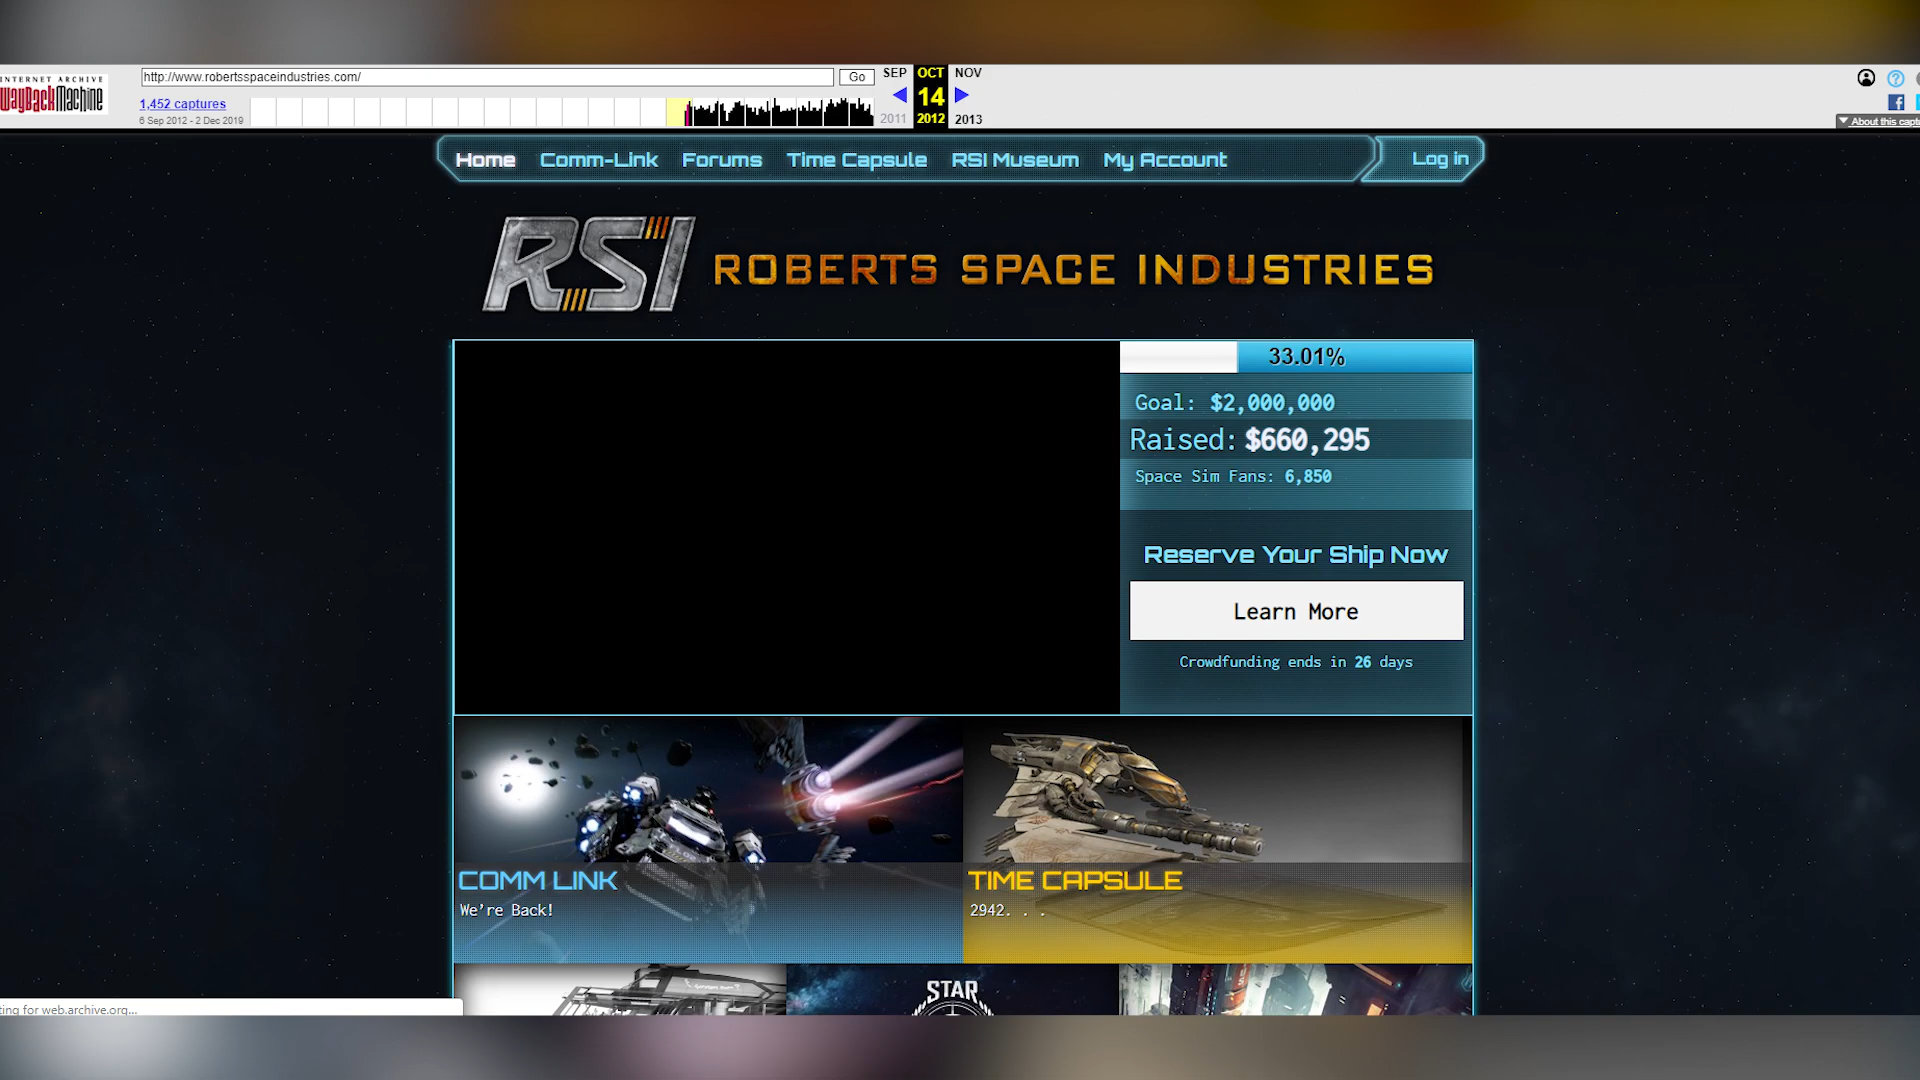 INTERNET ARCHIVE
WayBackMachine
http://www.robertsspaceindustries.com/
Go
SEP OCT NOV
14
2011 2012 2013
1,452 captures
6 Sep 2012 - 2 Dec 2019
About this
Home Comm-Link Forums Time Capsule RSI Museum My Account Log in
RSI ROBERTS SPACE INDUSTRIES
33.01%
Goal: $2,000,000
Raised: $660,295
Space Sim Fans: 6,850
Reserve Your Ship Now
Learn More
Crowdfunding ends in 26 days
COMM LINK
We're Back!
TIME CAPSULE
2942. . .
STAR
for web.archive.org...